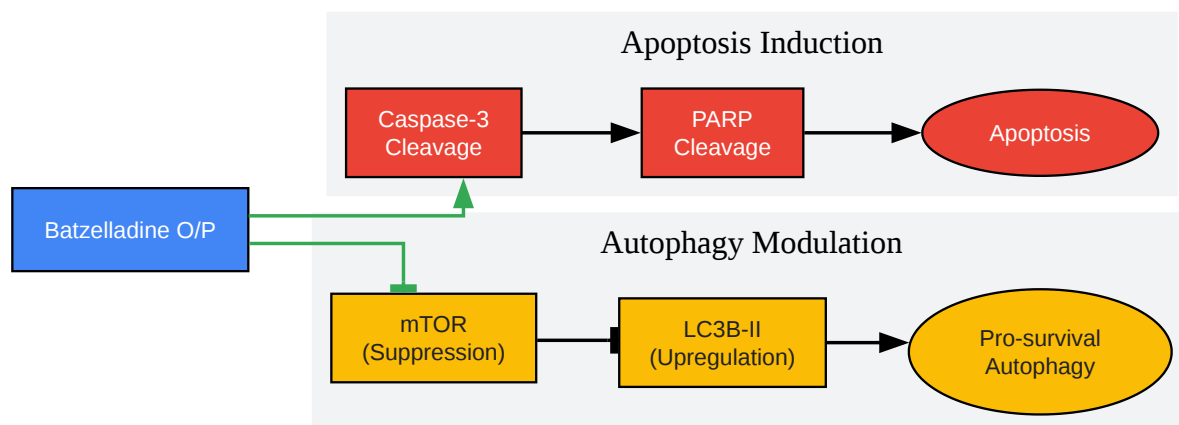 Apoptosis Induction
Caspase-3
Cleavage
PARP
Cleavage
Apoptosis
Batzelladine O/P
Autophagy Modulation
mTOR
(Suppression)
LC3B-II
(Upregulation)
Pro-survival
Autophagy